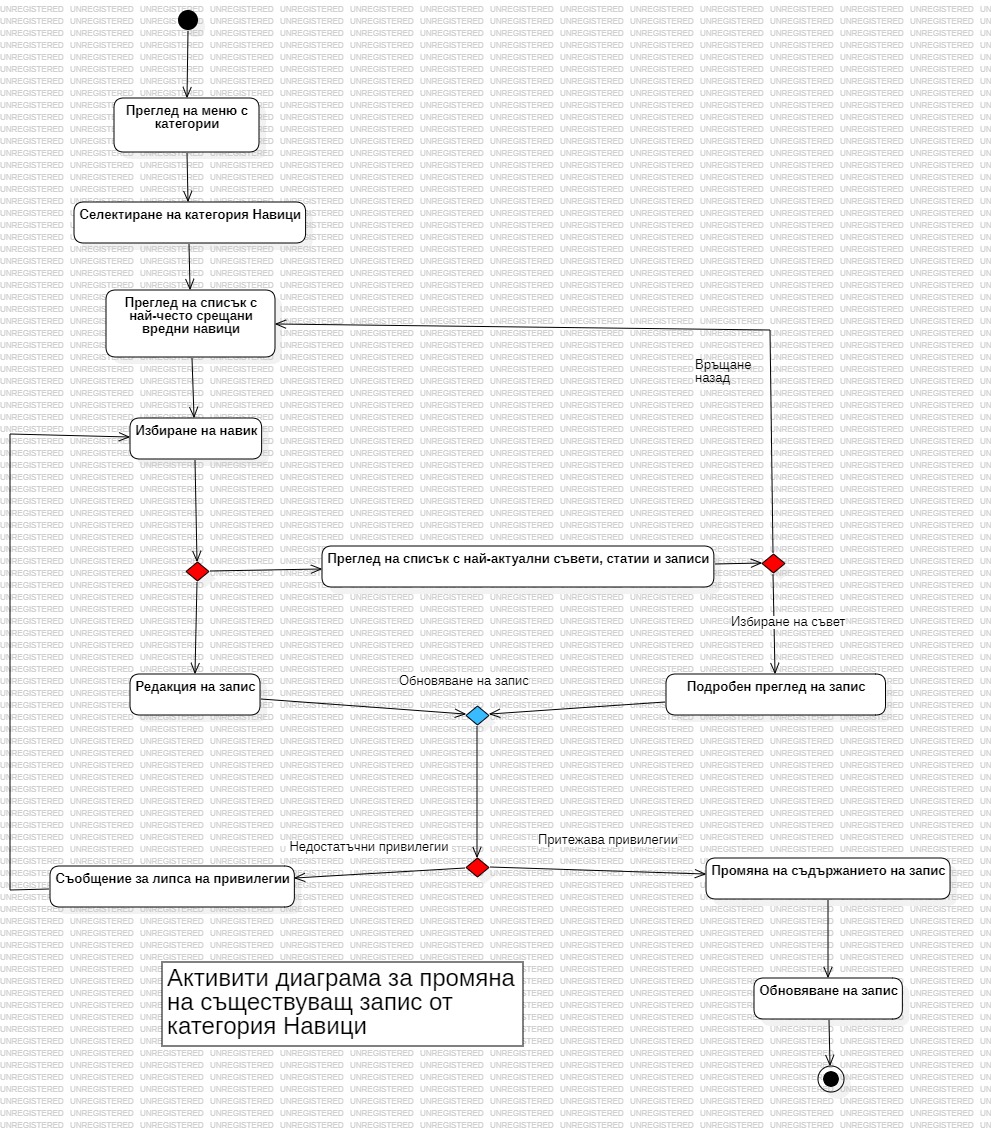 Преглед на меню с
категории
Селектиране на категория Навици
Преглед на списък с
най-често срещани
вредни навици
Връщане
назад
Избиране на навик
Преглед на списък с най-актуални съвети, статии и записи
Избиране на съвет
Редакция на запис
Обновяване на запис
Подробен преглед на запис
Недостатъчни привилегии
Притежава привилегии
Съобщение за липса на привилегии
Промяна на съдържанието на запис
Активити диаграма за промяна
на съществуващ запис от
категория Навици
Обновяване на запис
UNREGISTERED